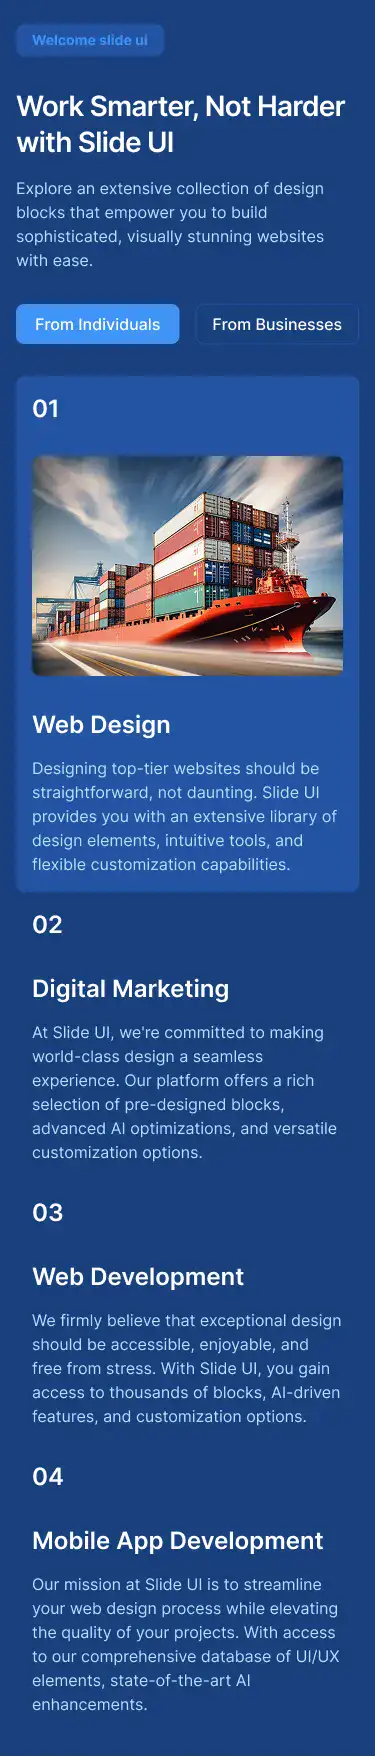 Welcome slide ui
Work Smarter, Not Harder
with Slide UI
Explore an extensive collection of design
blocks that empower you to build
sophisticated, visually stunning websites
with ease.
From Individuals
From Businesses
01
Web Design
Designing top-tier websites should be
straightforward, not daunting. Slide UI
provides you with an extensive library of
design elements, intuitive tools, and
flexible customization capabilities.
02
Digital Marketing
At Slide UI, we're committed to making
world-class design a seamless
experience. Our platform offers a rich
selection of pre-designed blocks,
advanced AI optimizations, and versatile
customization options.
03
Web Development
We firmly believe that exceptional design
should be accessible, enjoyable, and
free from stress. With Slide UI, you gain
access to thousands of blocks, AI-driven
features, and customization options.
04
Mobile App Development
Our mission at Slide UI is to streamline
your web design process while elevating
the quality of your projects. With access
to our comprehensive database of UI/UX
elements, state-of-the-art AI
enhancements.